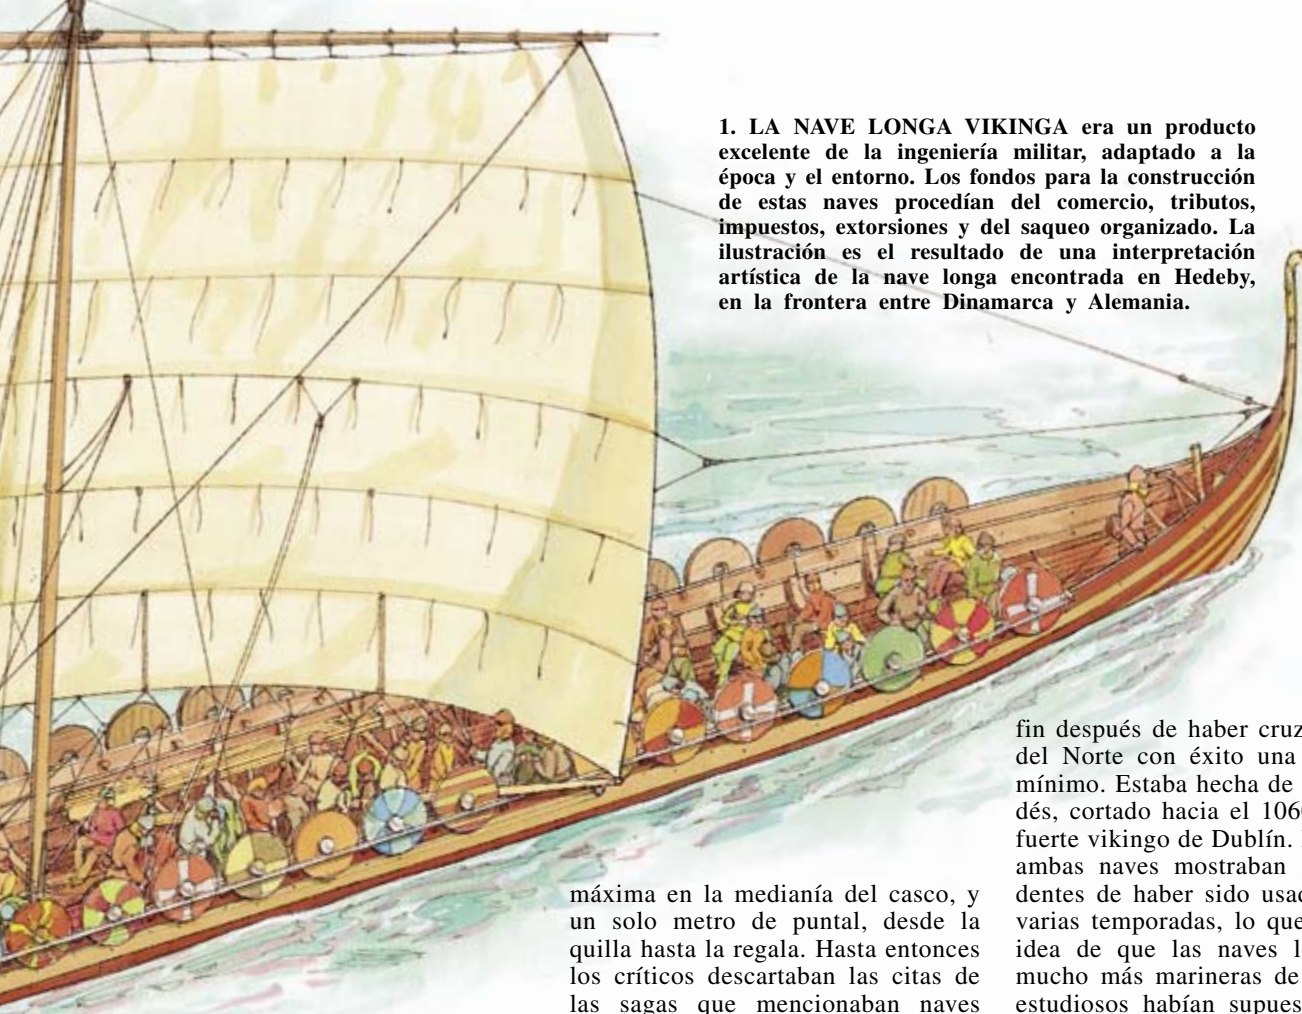 1. LA NAVE LONGA VIKINGA era un producto
excelente de la ingeniería militar, adaptado a la
época y el entorno. Los fondos para la construcción
de estas naves procedían del comercio, tributos,
impuestos, extorsiones y del saqueo organizado. La
ilustración es el resultado de una interpretación
artística de la nave longa encontrada en Hedeby,
en la frontera entre Dinamarca y Alemania.
máxima en la medianía del casco, y
un solo metro de puntal, desde la
quilla hasta la regala. Hasta entonces
los críticos descartaban las citas de
las sagas que mencionaban naves
fin después de haber cruz
del Norte con éxito una
mínimo. Estaba hecha de
dés, cortado hacia el 106
fuerte vikingo de Dublín.
ambas naves mostraban
dentes de haber sido usa
varias temporadas, lo que
idea de que las naves l
mucho más marineras de
estudiosos habían supues